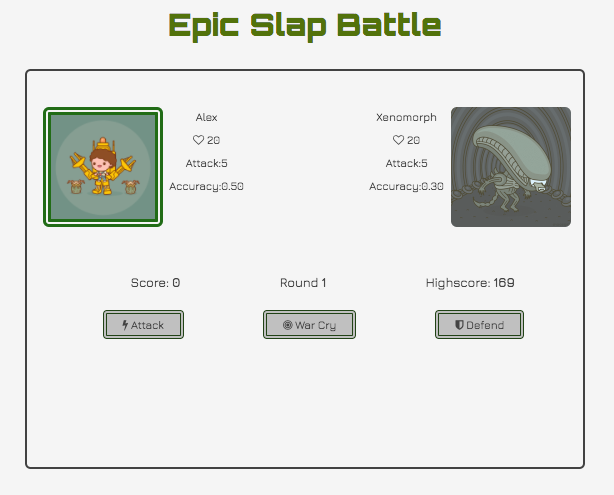 Epic Slap Battle
Alex
20
Attack:5
Accuracy:0.50
Xenomorph
20
Attack:5
Accuracy:0.30
Score: 0
Round 1
Highscore: 169
Attack
War Cry
Defend